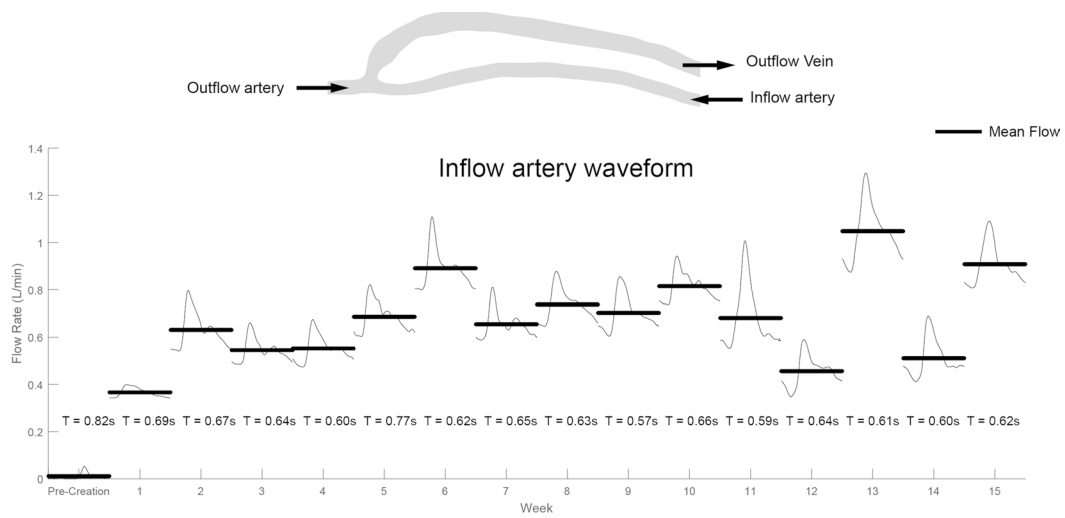 Outflow Vein
Outflow artery
Inflow artery
Mean Flow
Inflow artery waveform
Flow Rate (L/min)
1.4
1.2
1
0.8
0.6
0.4
0.2
0
T = 0.82s T = 0.69s T = 0.67s T = 0.64s T = 0.60s T = 0.77s T = 0.62s T = 0.65s T = 0.63s T = 0.57s T = 0.66s T = 0.59s T = 0.64s T = 0.61s T = 0.60s T = 0.62s
Pre-Creation 1 2 3 4 5 6 7 8 9 10 11 12 13 14 15
Week